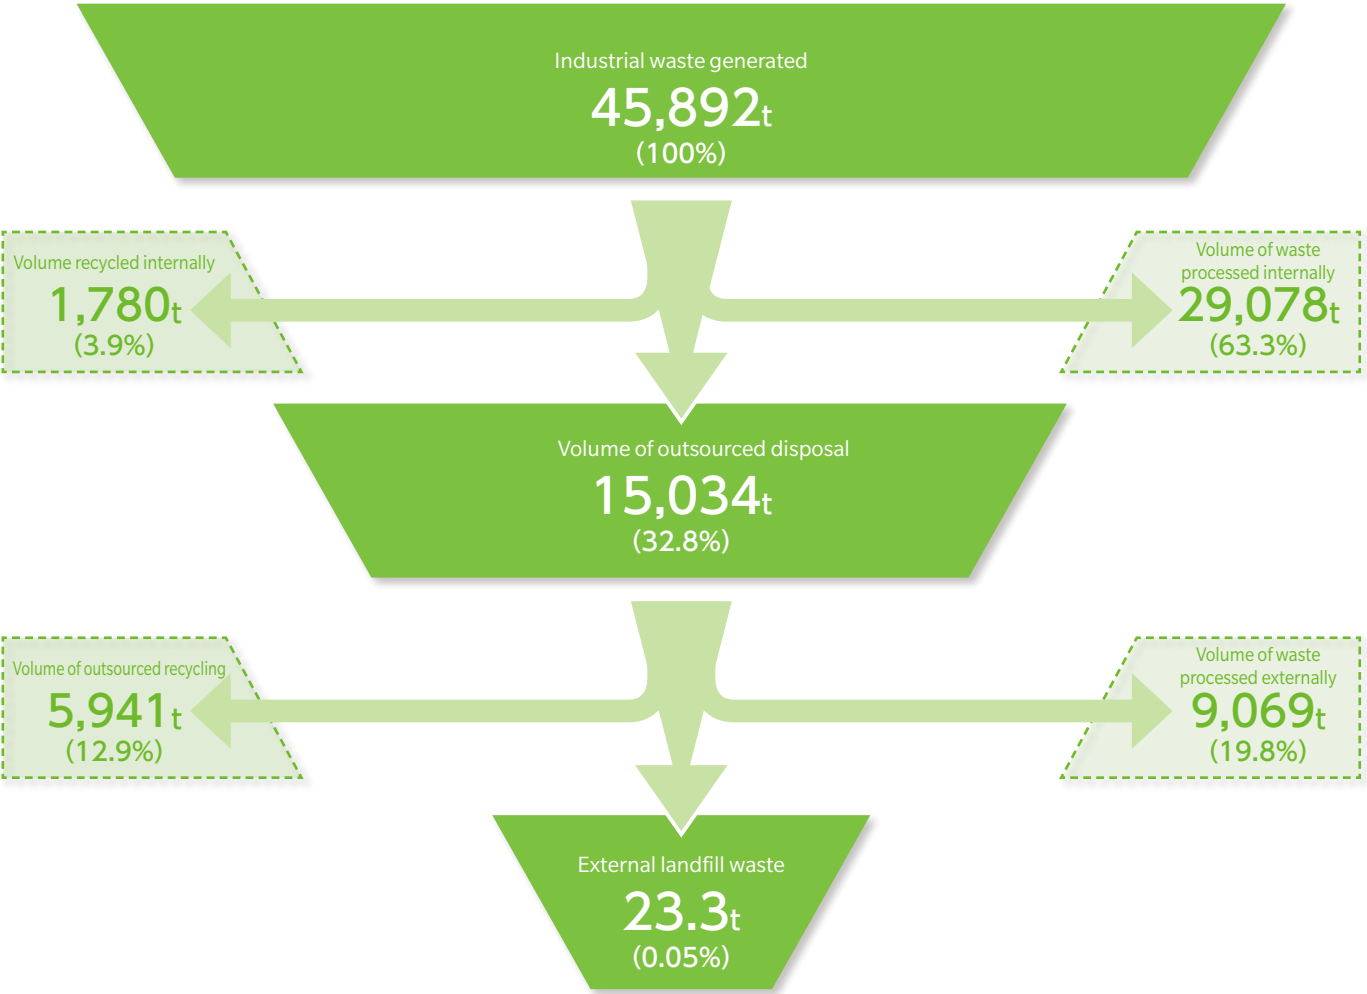 Industrial waste generated
45,892t
(100%)
Volume recycled internally
1,780t
(3.9%)
Volume of waste
processed internally
29,078t
(63.3%)
Volume of outsourced disposal
15,034t
(32.8%)
Volume of outsourced recycling
5,941t
(12.9%)
Volume of waste
processed externally
9,069t
(19.8%)
External landfill waste
23.3t
(0.05%)